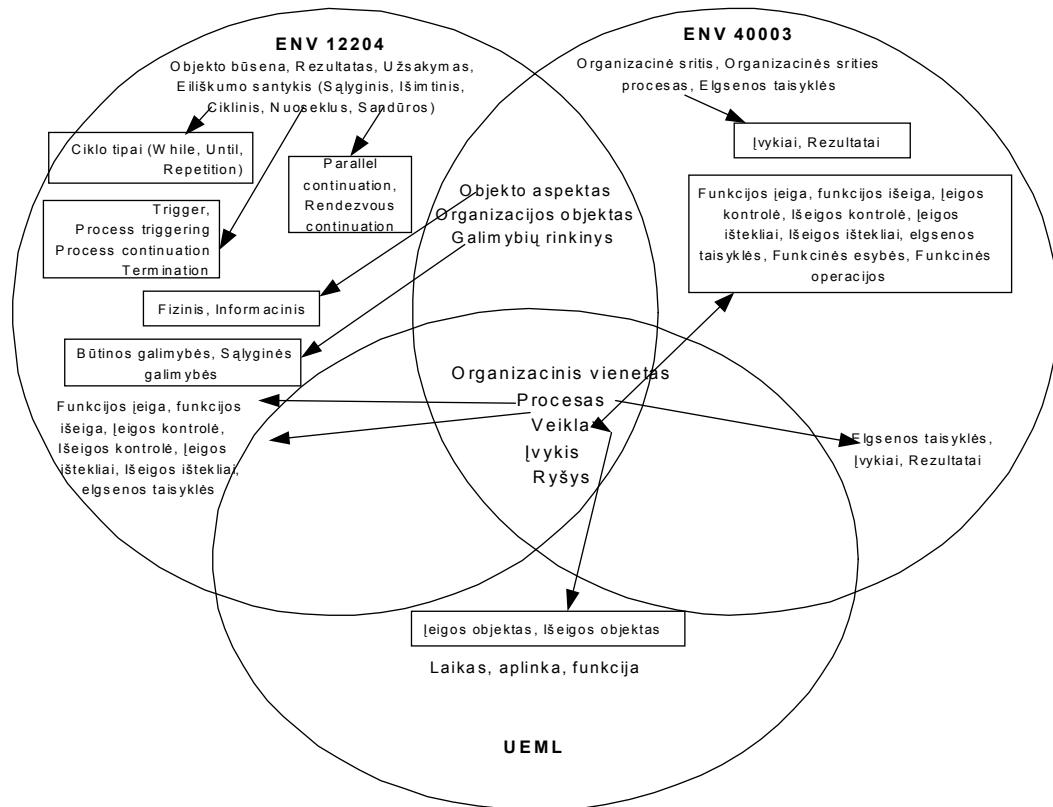 ENV 12204
Objekto būsena, Rezultatas, Užsakymas,
Eiliškumo santykis (Sąlyginis, Išimtinis,
Ciklinis, Nuoseklus, Sandūros)
Ciklo tipai (While, Until,
Repetition)
Parallel
continuation,
Rendezvous
continuation
Trigger,
Process triggering
Process continuation
Termination
Fizinis, Informacinis
Būtinos galimybės, Sąlyginės
galimybės
Funkcijos įeiga, funkcijos
išeiga, Įeigos kontrolė,
Išeigos kontrolė, Įeigos
ištekliai, Išeigos ištekliai,
elgsenos taisyklės
Objekto aspektas
Organizacijos objektas
Galimybių rinkinys
ENV 40003
Organizacinė sritis, Organizacinės srities
procesas, Elgsenos taisyklės
Įvykiai, Rezultatai
Funkcijos įeiga, funkcijos išeiga, Įeigos
kontrolė, Išeigos kontrolė, Įeigos
ištekliai, Išeigos ištekliai, elgsenos
taisyklės, Funkcinės esybės, Funkcinės
operacijos
Organizacinis vienetas
Procesas
Veikla
Įvykis
Ryšys
Elgsenos taisyklės,
Įvykiai, Rezultatai
Įeigos objektas, Išeigos objektas
Laikas, aplinka, funkcija
UEML